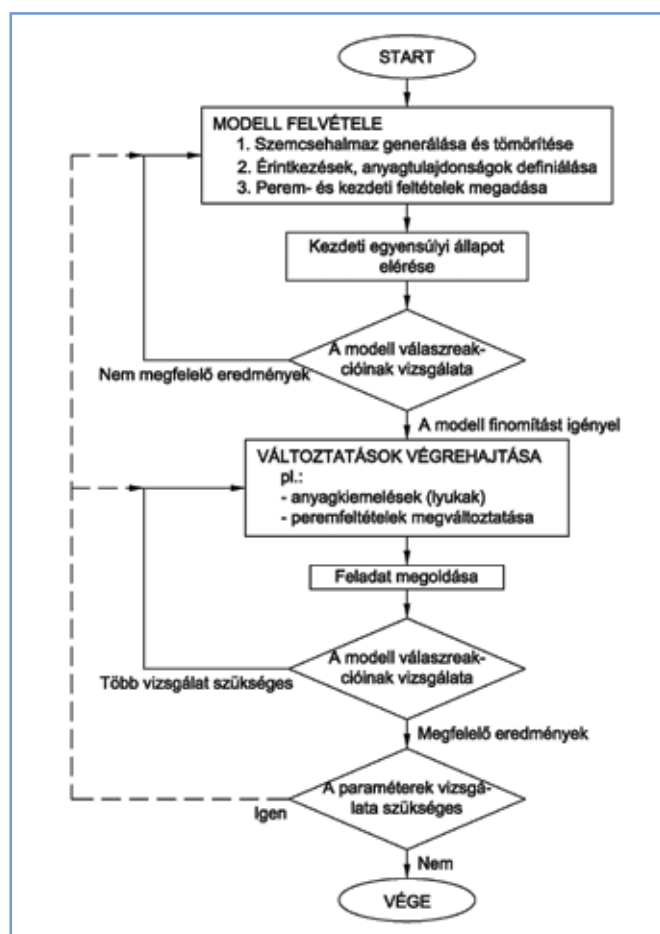 START
MODELL FELVÉTELE
1. Szemcsehalmaz generálása és tömörítése
2. Érintkezések, anyagtulajdonságok definiálása
3. Perem- és kezdeti feltételek megadása
Kezdeti egyensúlyi állapot
elérése
A modell válaszreak-
cióinak vizsgálata
Nem megfelelő eredmények
A modell finomítást igényel
VÁLTOZTATÁSOK VÉGREHAJTÁSA
pl.:
- anyagkiemelések (lyukak)
- peremfeltételek megváltoztatása
Feladat megoidása
A modell válaszreak-
cióinak vizsgálata
Több vizsgálat szükséges
Megfelelő eredmények
A paraméterek vizsgá-
lata szükséges
Igen
Nem
VÉGE